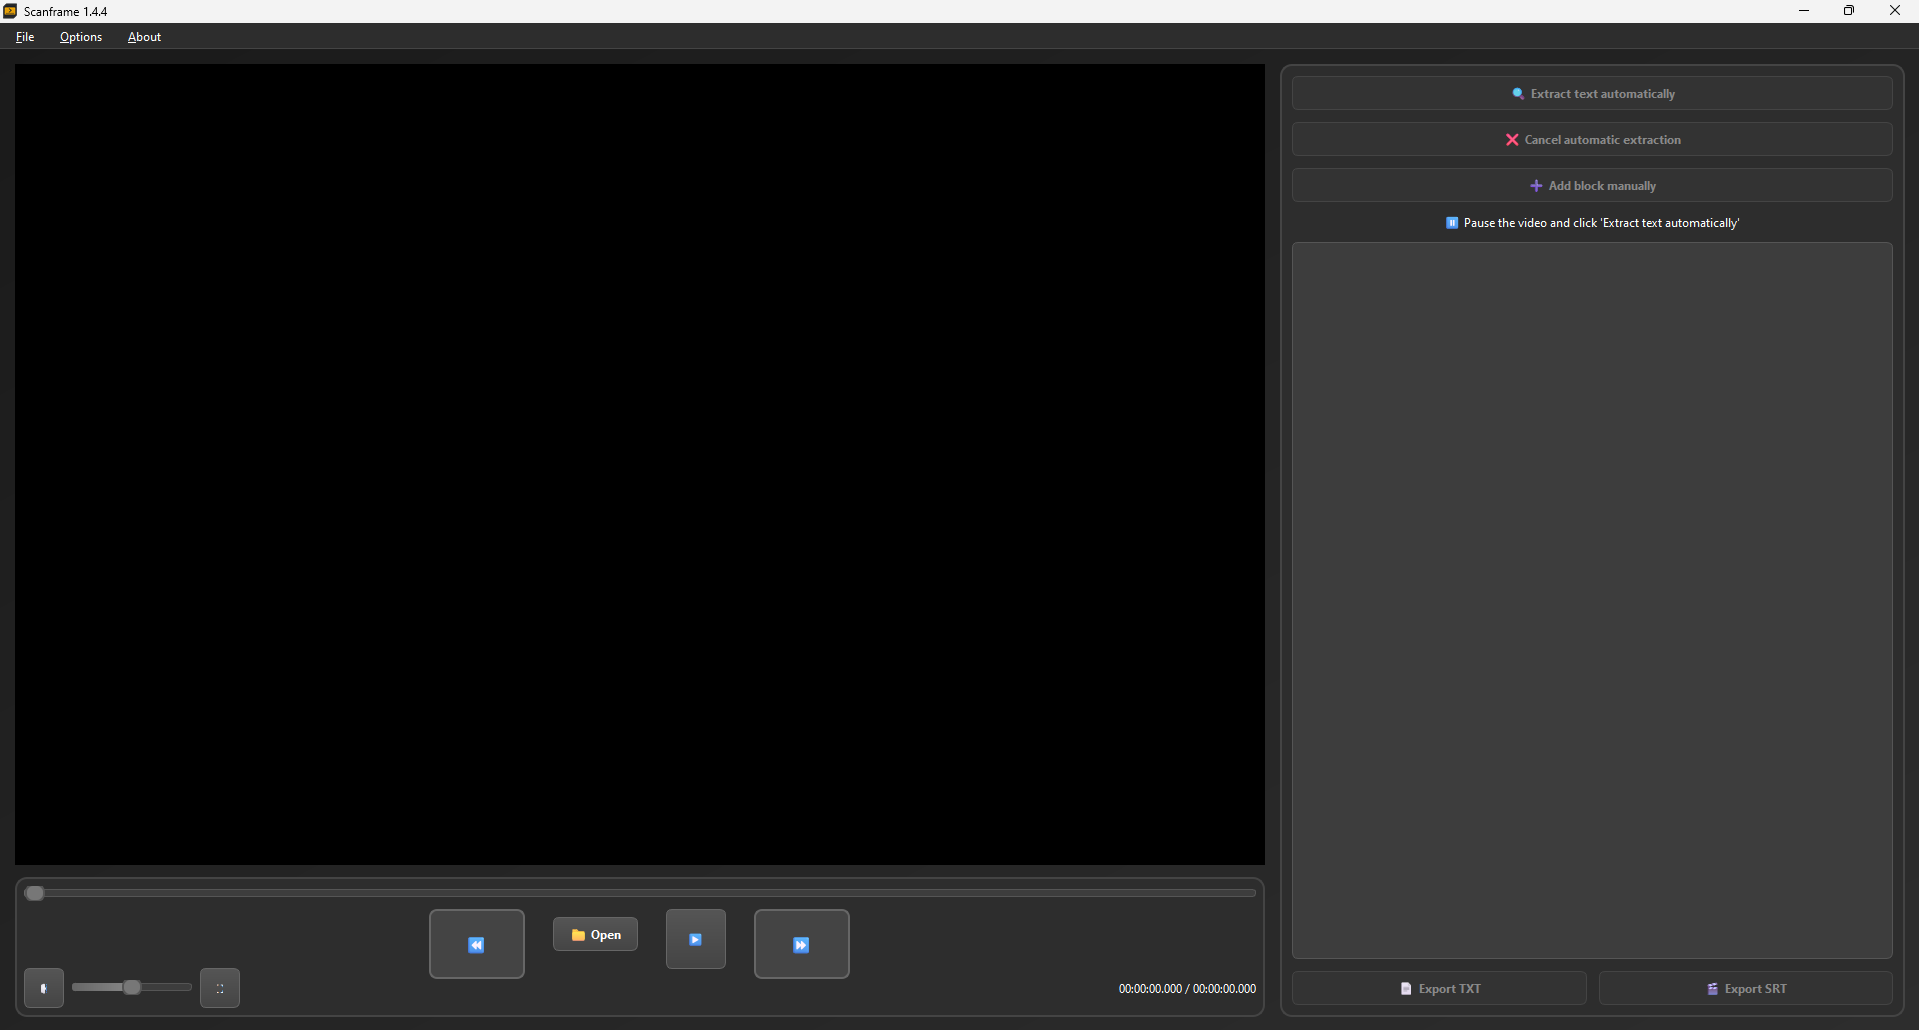 Scanframe 1.4.4
File Options About
Extract text automatically
Cancel automatic extraction
Add block manually
Pause the video and click 'Extract text automatically'
Open
00:00:00.000 / 00:00:00.000
Export TXT Export SRT